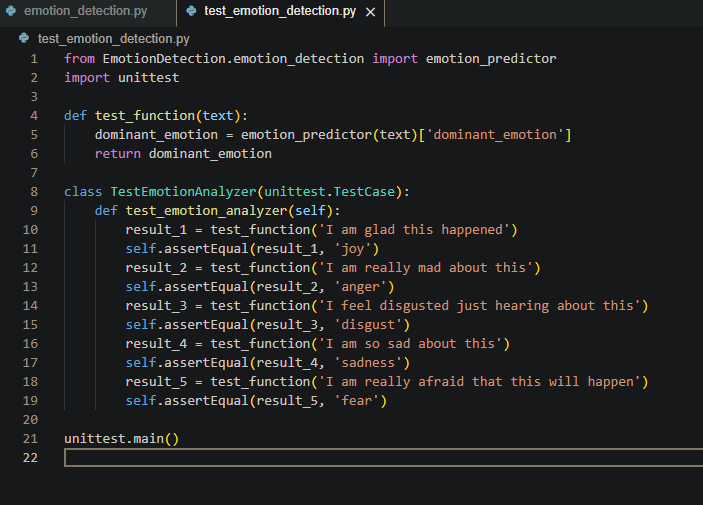 emotion_detection.py test_emotion_detection.py
test_emotion_detection.py
1 from EmotionDetection.emotion_detection import emotion_predictor
2 import unittest
3
4 def test_function(text):
5     dominant_emotion = emotion_predictor(text)['dominant_emotion']
6     return dominant_emotion
7
8 class TestEmotionAnalyzer(unittest.TestCase):
9     def test_emotion_analyzer(self):
10         result_1 = test_function('I am glad this happened')
11         self.assertEqual(result_1, 'joy')
12         result_2 = test_function('I am really mad about this')
13         self.assertEqual(result_2, 'anger')
14         result_3 = test_function('I feel disgusted just hearing about this')
15         self.assertEqual(result_3, 'disgust')
16         result_4 = test_function('I am so sad about this')
17         self.assertEqual(result_4, 'sadness')
18         result_5 = test_function('I am really afraid that this will happen')
19         self.assertEqual(result_5, 'fear')
20
21 unittest.main()
22